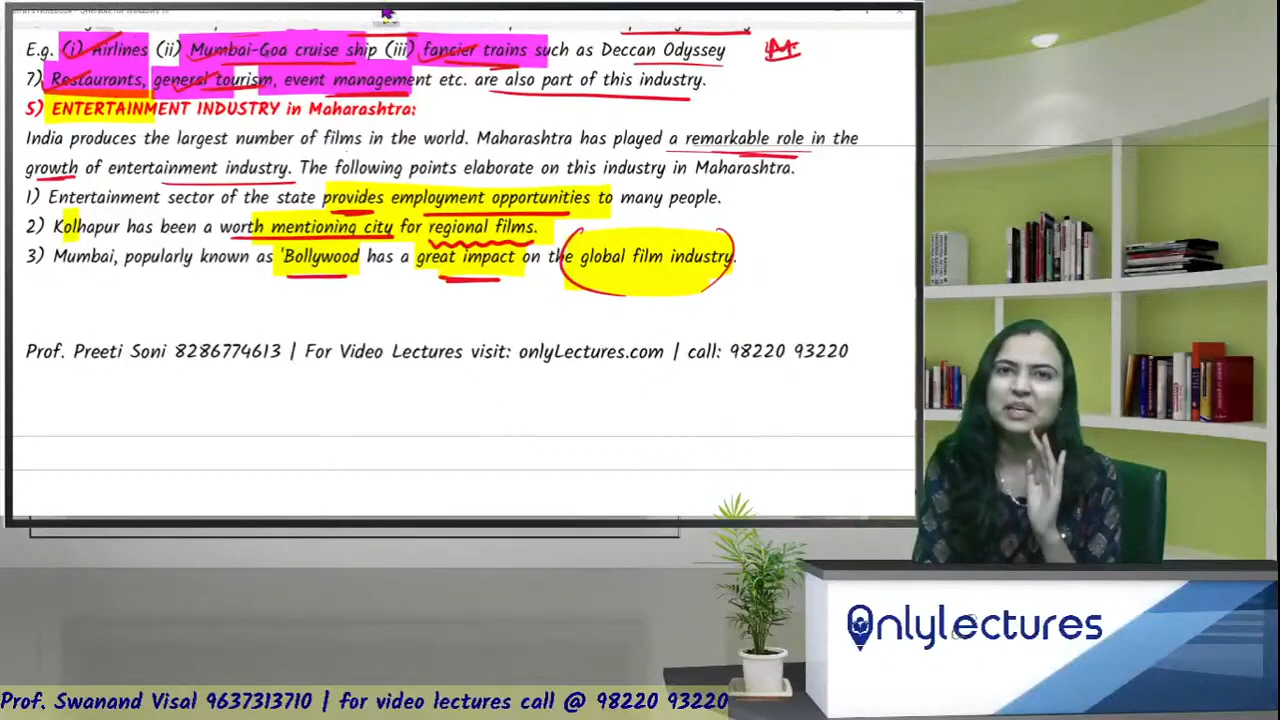 E.g. (i) Airlines (ii) Mumbai-Goa cruise ship (iii) fancier trains such as Deccan Odyssey
7) Restaurants, general tourism, event management etc. are also part of this industry.
5) ENTERTAINMENT INDUSTRY in Maharashtra:
India produces the largest number of films in the world. Maharashtra has played a remarkable role in the
growth of entertainment industry. The following points elaborate on this industry in Maharashtra.
1) Entertainment sector of the state provides employment opportunities to many people.
2) Kolhapur has been a worth mentioning city for regional films.
3) Mumbai, popularly known as 'Bollywood has a great impact on the global film industry.
Prof. Preeti Soni 8286774613 | For Video Lectures visit: onlyLectures.com | call: 98220 93220
Onlylectures
Prof. Swanand Visal 9637313710 | for video lectures call @ 98220 93220